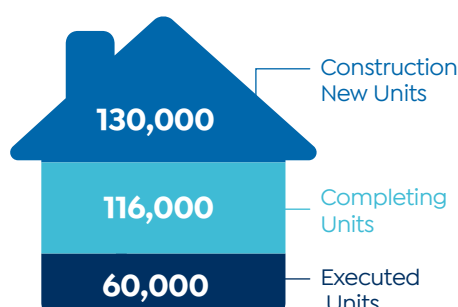 Construction
New Units
130,000
116,000
Completing
Units
60,000
Executed
Units